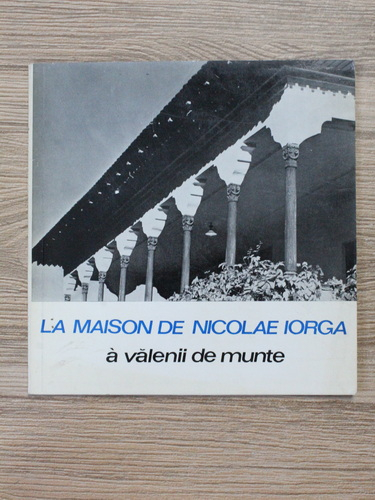 LA MAISON DE NICOLAE IORGA
à vălenii de munte